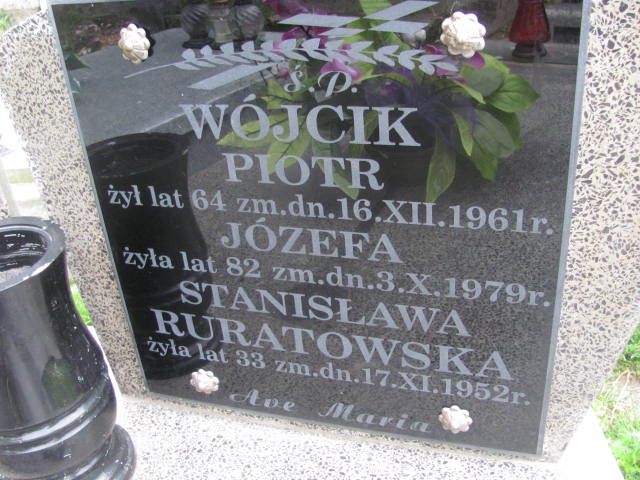 Ś.P.
WÓJCIK
PIOTR
żył lat 64 zm.dn.16.XII.1961r.
JÓZEFA
żyła lat 82 zm.dn.3.X.1979r.
STANISŁAWA
RURATOWSKA
żyła lat 33 zm.dn.17.XI.1952r.
Ave Maria